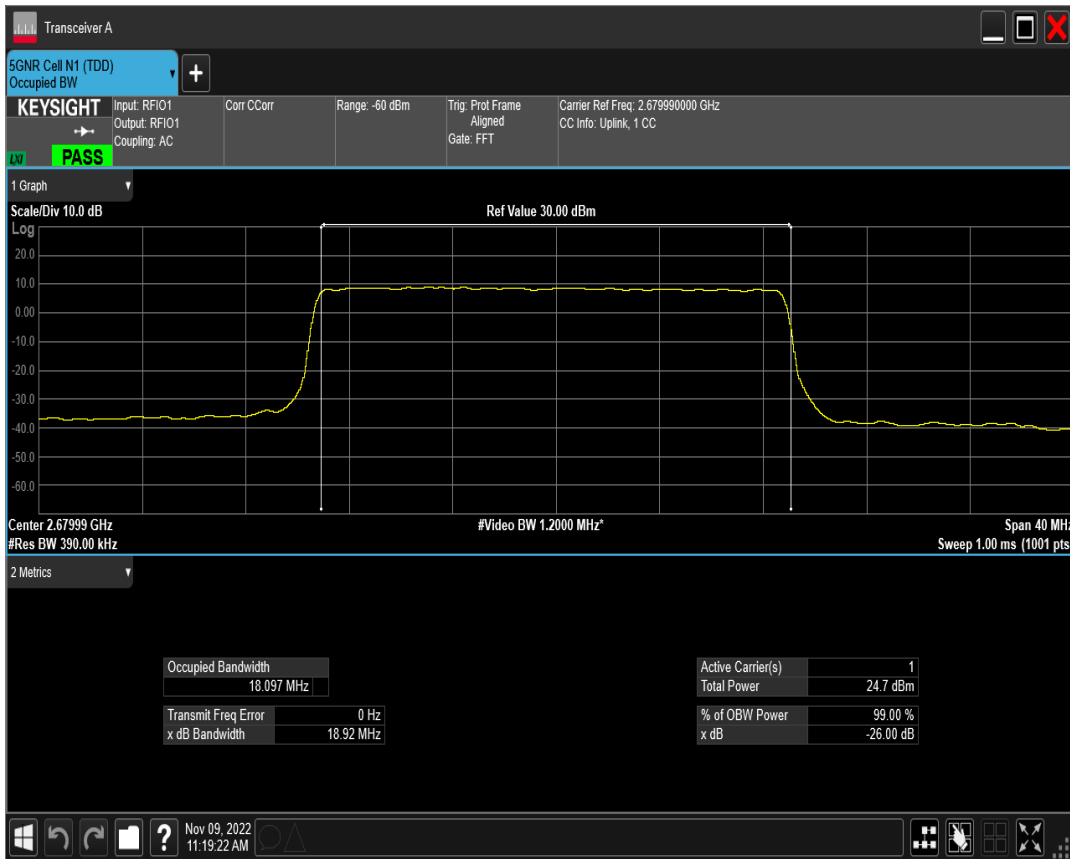 Transceiver A
5GNR Cell N1 (TDD)
Occupied BW
+
KEYSIGHT
LXI
PASS
Input: RFIO1
Output: RFIO1
Coupling: AC
Corr CCorr
Range: -60 dBm
Trig: Prot Frame
Aligned
Gate: FFT
Carrier Ref Freq: 2.679990000 GHz
CC Info: Uplink, 1 CC
1 Graph
Scale/Div 10.0 dB
Ref Value 30.00 dBm
Log
20.0
10.0
0.00
-10.0
-20.0
-30.0
-40.0
-50.0
-60.0
Center 2.67999 GHz
#Video BW 1.2000 MHz*
Span 40 MHz
#Res BW 390.00 kHz
Sweep 1.00 ms (1001 pts
2 Metrics
Occupied Bandwidth
18.097 MHz
Transmit Freq Error 0 Hz
x dB Bandwidth 18.92 MHz
Active Carrier(s) 1
Total Power 24.7 dBm
% of OBW Power 99.00 %
x dB -26.00 dB
?
Nov 09, 2022
11:19:22 AM